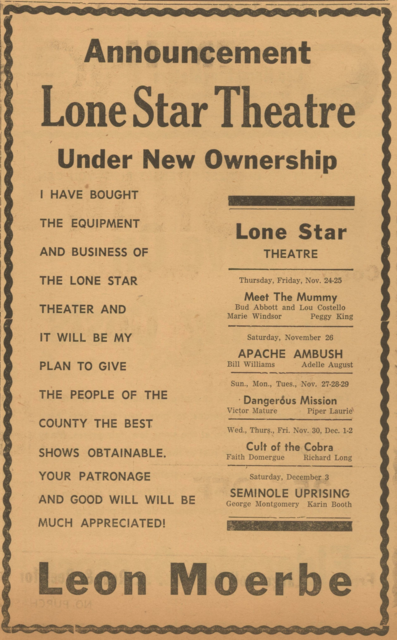 Announcement
Lone Star Theatre
Under New Ownership
I HAVE BOUGHT
THE EQUIPMENT
AND BUSINESS OF
THE LONE STAR
THEATER AND
IT WILL BE MY
PLAN TO GIVE
THE PEOPLE OF THE
COUNTY THE BEST
SHOWS OBTAINABLE.
YOUR PATRONAGE
AND GOOD WILL WILL BE
MUCH APPRECIATED!
Lone Star
THEATRE
Thursday, Friday, Nov. 24-25
Meet The Mummy
Bud Abbott and Lou Costello
Marie Windsor Peggy King
Saturday, November 26
APACHE AMBUSH
Bill Williams Adelle August
Sun., Mon., Tues., Nov. 27-28-29
Dangerous Mission
Victor Mature Piper Laurie
Wed., Thurs., Fri. Nov. 30, Dec. 1-2
Cult of the Cobra
Faith Domergue Richard Long
Saturday, December 3
SEMINOLE UPRISING
George Montgomery Karin Booth
Leon Moerbe